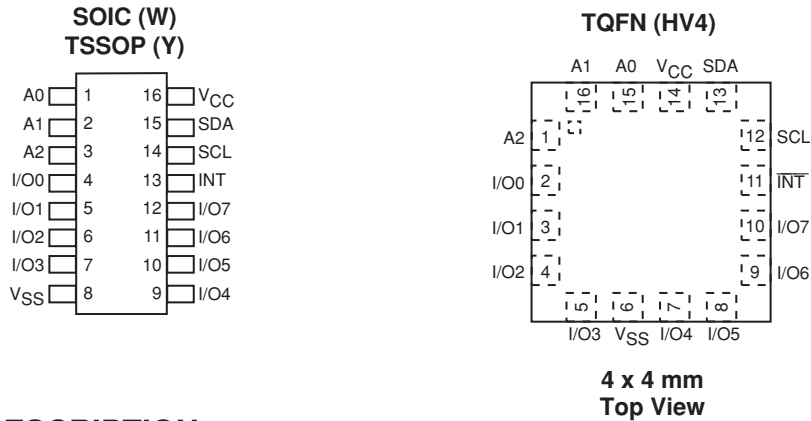 SOIC (W)
TSSOP (Y)
A0 1 16 VCC
A1 2 15 SDA
A2 3 14 SCL
I/O0 4 13 INT
I/O1 5 12 I/O7
I/O2 6 11 I/O6
I/O3 7 10 I/O5
VSS 8 9 I/O4
TQFN (HV4)
A1 A0 VCC SDA
16 15 14 13
A2 1 12 SCL
I/O0 2 11 INT
I/O1 3 10 I/O7
I/O2 4 9 I/O6
5 6 7 8
I/O3 VSS I/O4 I/O5
4 x 4 mm
Top View